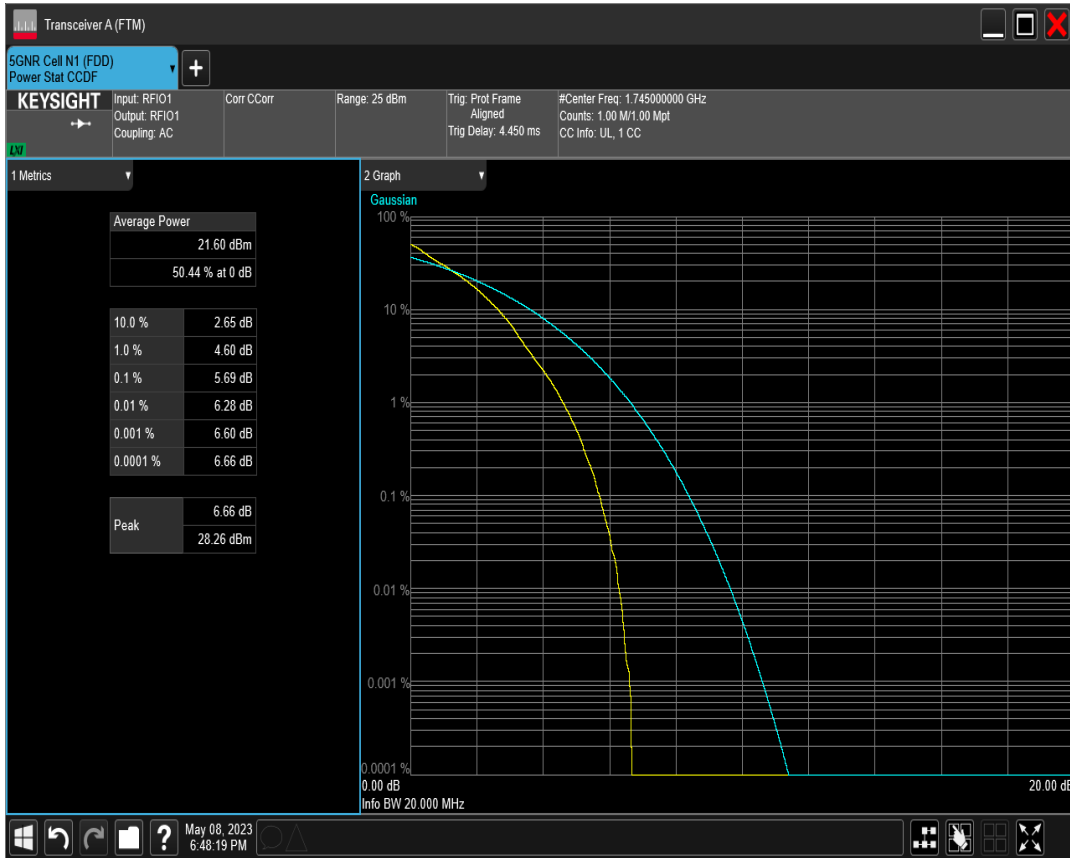 Transceiver A (FTM)
5GNR Cell N1 (FDD)
Power Stat CCDF
+
KEYSIGHT
LXI
Input: RFIO1
Output: RFIO1
Coupling: AC
Corr CCorr
Range: 25 dBm
Trig: Prot Frame
Aligned
Trig Delay: 4.450 ms
#Center Freq: 1.745000000 GHz
Counts: 1.00 M/1.00 Mpt
CC Info: UL, 1 CC
1 Metrics
Average Power
21.60 dBm
50.44 % at 0 dB
10.0 % 2.65 dB
1.0 % 4.60 dB
0.1 % 5.69 dB
0.01 % 6.28 dB
0.001 % 6.60 dB
0.0001 % 6.66 dB
Peak 6.66 dB
28.26 dBm
2 Graph
Gaussian
100 %
10 %
1 %
0.1 %
0.01 %
0.001 %
0.0001 %
0.00 dB 20.00 dB
Info BW 20.000 MHz
?
May 08, 2023
6:48:19 PM